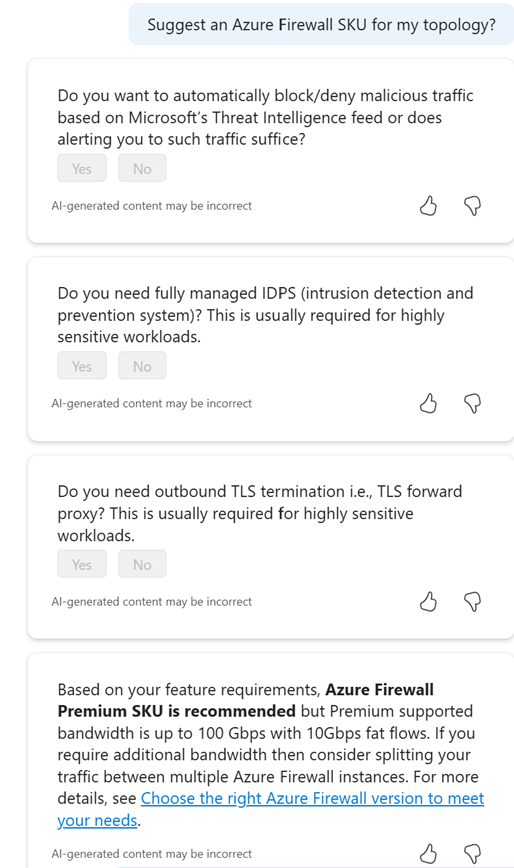 Suggest an Azure Firewall SKU for my topology?
Do you want to automatically block/deny malicious traffic
based on Microsoft's Threat Intelligence feed or does
alerting you to such traffic suffice?
Yes No
AI-generated content may be incorrect
Do you need fully managed IDPS (intrusion detection and
prevention system)? This is usually required for highly
sensitive workloads.
Yes No
AI-generated content may be incorrect
Do you need outbound TLS termination i.e., TLS forward
proxy? This is usually required for highly sensitive
workloads.
Yes No
AI-generated content may be incorrect
Based on your feature requirements, Azure Firewall
Premium SKU is recommended but Premium supported
bandwidth is up to 100 Gbps with 10Gbps fat flows. If you
require additional bandwidth then consider splitting your
traffic between multiple Azure Firewall instances. For more
details, see Choose the right Azure Firewall version to meet
your needs.
AI-generated content may be incorrect